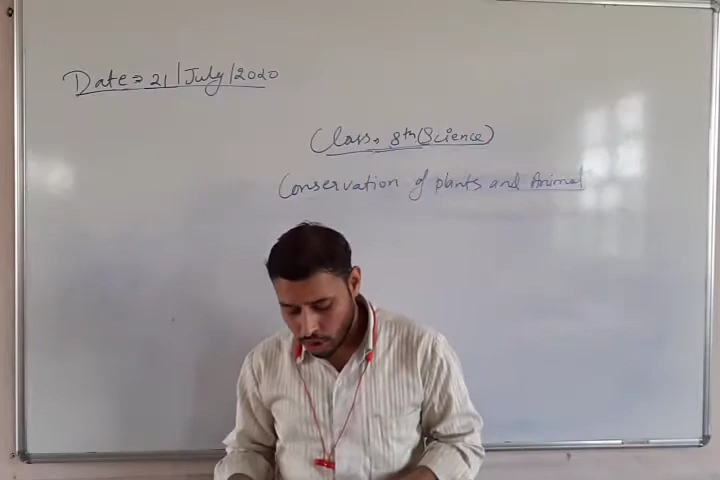 Date => 21/July/2020
Class => 8th (Science)
Conservation of plants and Animal